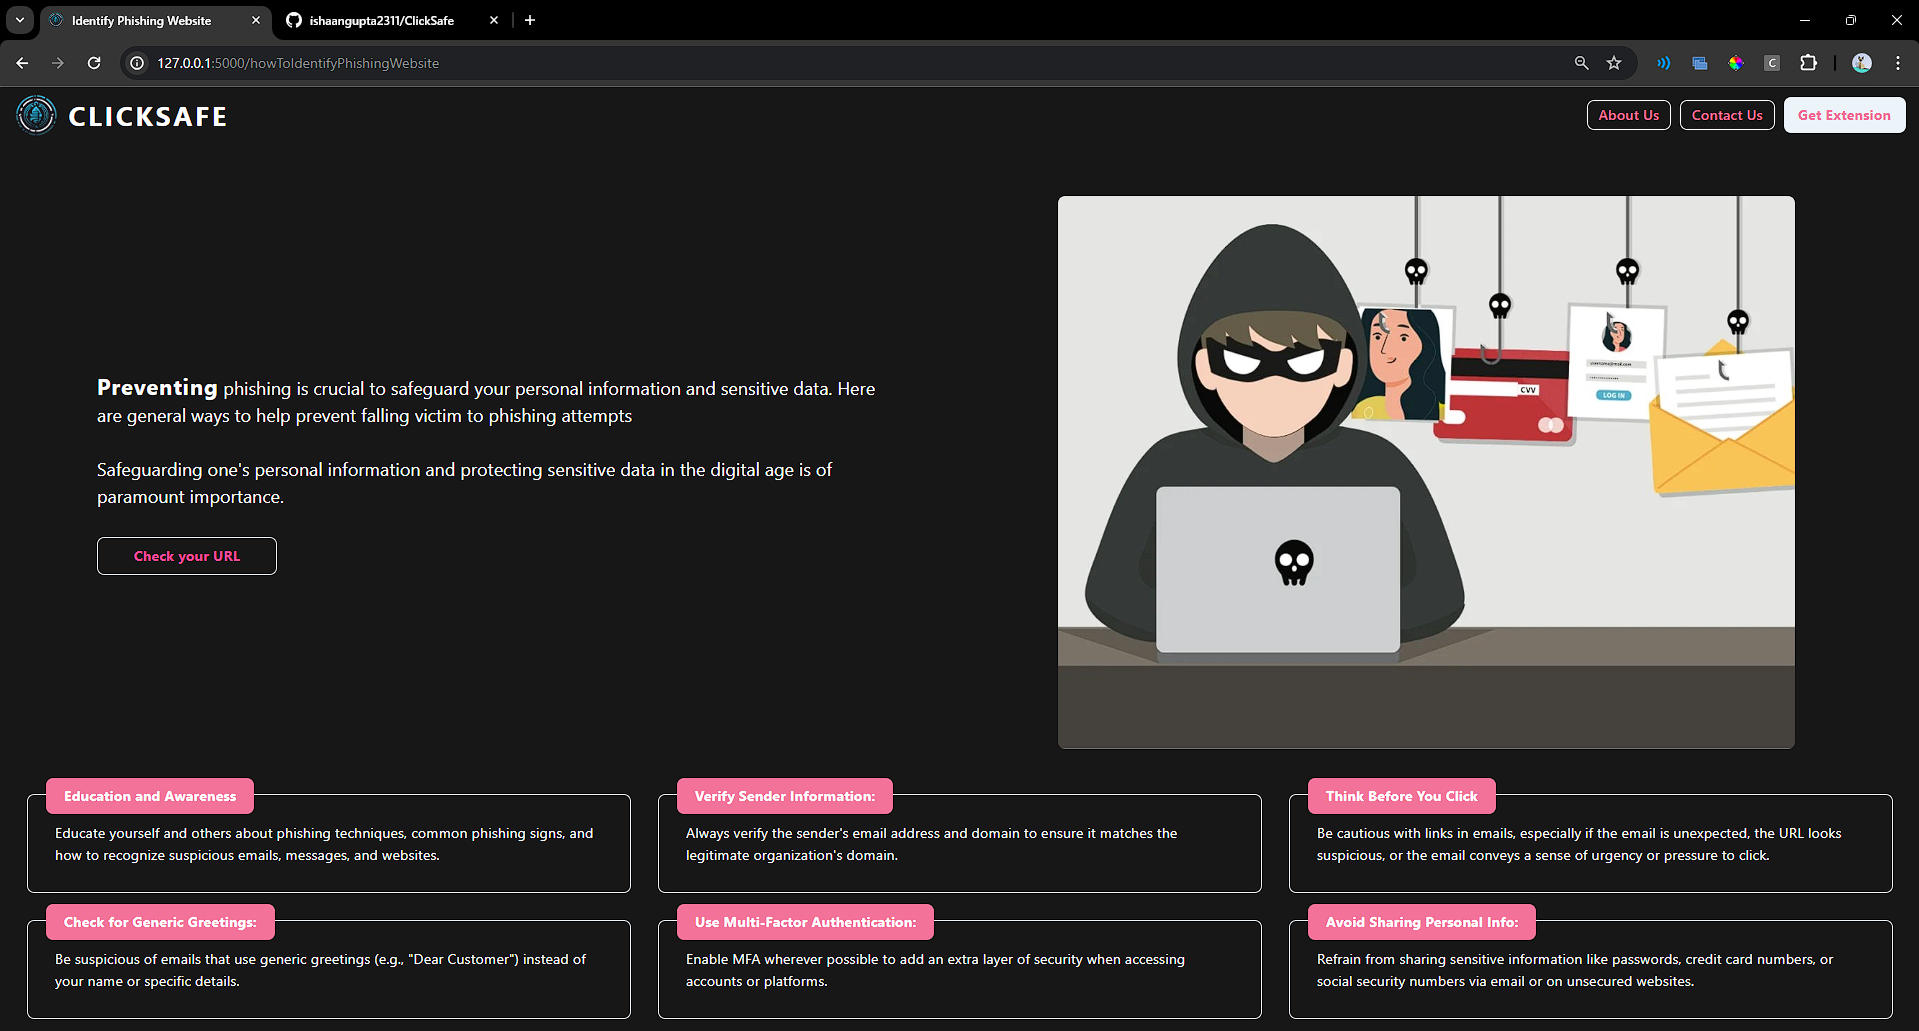 Identify Phishing Website
ishaangupta2311/ClickSafe
127.0.0.1:5000/howToIdentifyPhishingWebsite
C
CLICKSAFE
About Us
Contact Us
Get Extension
CVV
username@mail.com
LOG IN
Preventing phishing is crucial to safeguard your personal information and sensitive data. Here
are general ways to help prevent falling victim to phishing attempts
Safeguarding one's personal information and protecting sensitive data in the digital age is of
paramount importance.
Check your URL
Education and Awareness
Educate yourself and others about phishing techniques, common phishing signs, and
how to recognize suspicious emails, messages, and websites.
Verify Sender Information:
Always verify the sender's email address and domain to ensure it matches the
legitimate organization's domain.
Think Before You Click
Be cautious with links in emails, especially if the email is unexpected, the URL looks
suspicious, or the email conveys a sense of urgency or pressure to click.
Check for Generic Greetings:
Be suspicious of emails that use generic greetings (e.g., "Dear Customer") instead of
your name or specific details.
Use Multi-Factor Authentication:
Enable MFA wherever possible to add an extra layer of security when accessing
accounts or platforms.
Avoid Sharing Personal Info:
Refrain from sharing sensitive information like passwords, credit card numbers, or
social security numbers via email or on unsecured websites.